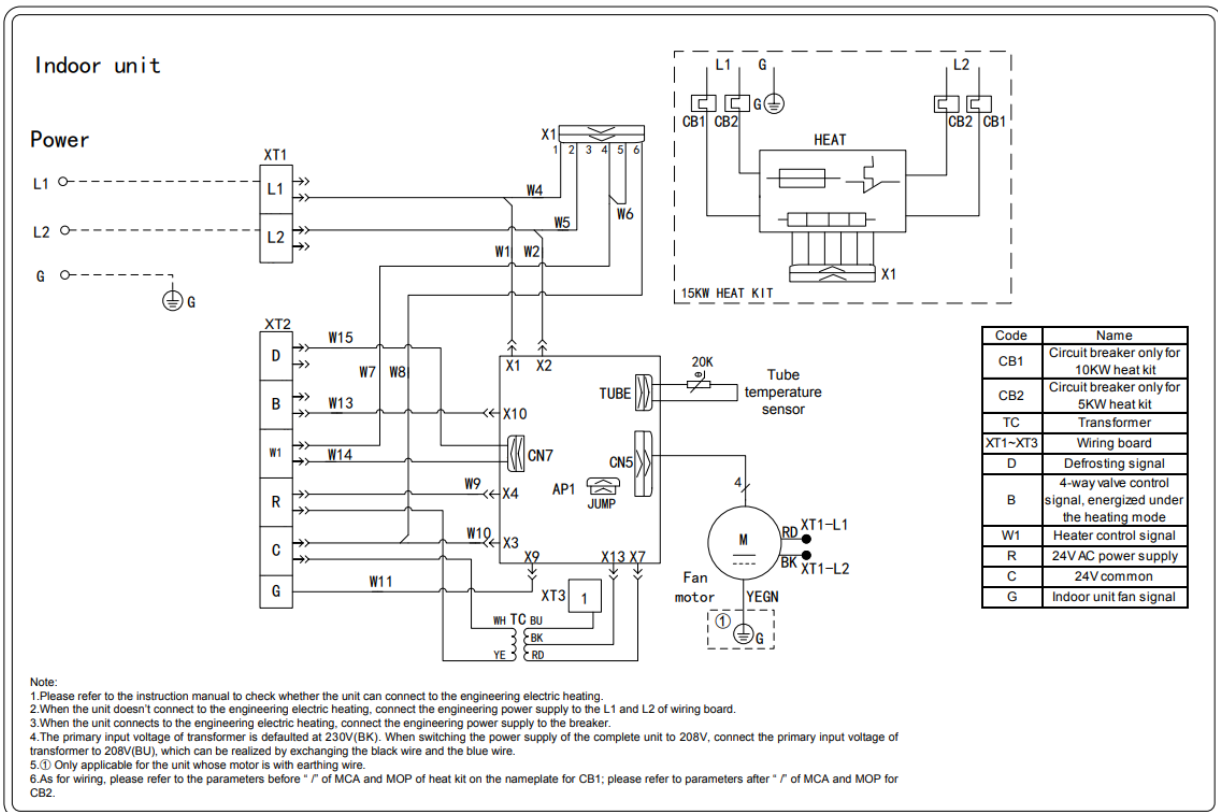 Indoor unit
Power
L1
L2
G
G
XT1
L1
L2
X1
1 2 3 4 5 6
W4
W5
W6
W1
W2
L1 G L2
G
CB1 CB2
CB2 CB1
HEAT
X1
15KW HEAT KIT
XT2
D
B
W1
R
C
G
W15
W7 W8
W13
W14
W9
W10
W11
X1 X2
X10
CN7
X4
X3
X9
X13 X7
AP1
JUMP
TUBE
CN5
20K
Tube
temperature
sensor
4
M
RD XT1-L1
BK XT1-L2
Fan
motor
YEGN
①
G
XT3
1
WH TC BU
BK
YE
RD
Code Name
CB1 Circuit breaker only for
10KW heat kit
CB2 Circuit breaker only for
5KW heat kit
TC Transformer
XT1~XT3 Wiring board
D Defrosting signal
B 4-way valve control
signal, energized under
the heating mode
W1 Heater control signal
R 24V AC power supply
C 24V common
G Indoor unit fan signal
Note:
1.Please refer to the instruction manual to check whether the unit can connect to the engineering electric heating.
2.When the unit doesn't connect to the engineering electric heating, connect the engineering power supply to the L1 and L2 of wiring board.
3.When the unit connects to the engineering electric heating, connect the engineering power supply to the breaker.
4.The primary input voltage of transformer is defaulted at 230V(BK). When switching the power supply of the complete unit to 208V, connect the primary input voltage of
transformer to 208V(BU), which can be realized by exchanging the black wire and the blue wire.
5.① Only applicable for the unit whose motor is with earthing wire.
6.As for wiring, please refer to the parameters before " /" of MCA and MOP of heat kit on the nameplate for CB1; please refer to parameters after " /" of MCA and MOP for
CB2.